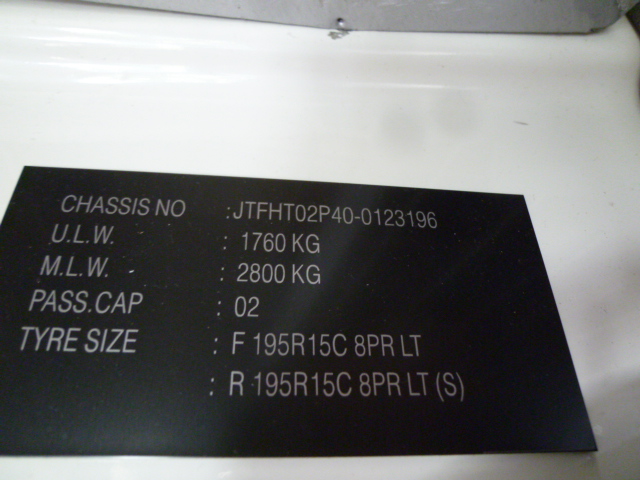 CHASSIS NO :JTFHT02P40-0123196
U.L.W. : 1760 KG
M.L.W. : 2800 KG
PASS.CAP : 02
TYRE SIZE : F 195R15C 8PR LT
: R 195R15C 8PR LT (S)